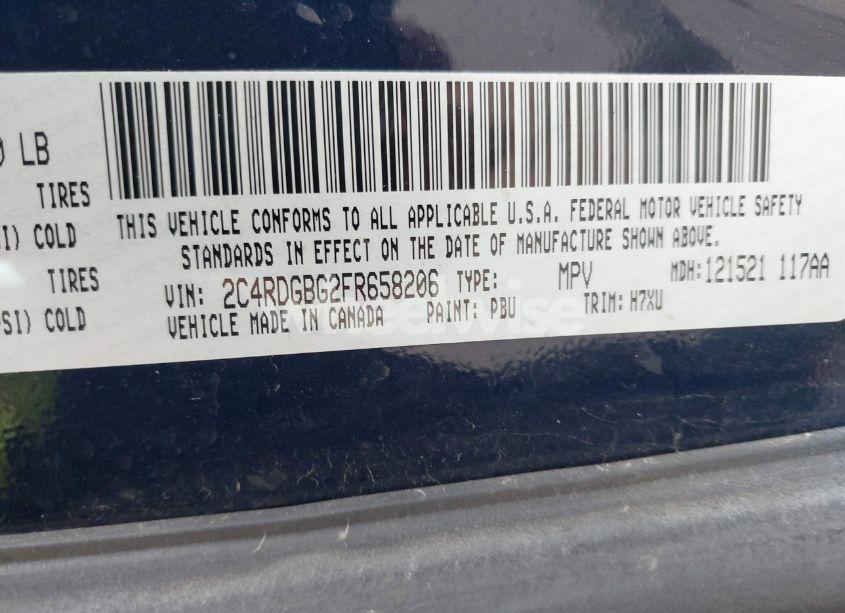 LB
TIRES
COLD
TIRES
COLD
THIS VEHICLE CONFORMS TO ALL APPLICABLE U.S.A. FEDERAL MOTOR VEHICLE SAFETY
STANDARDS IN EFFECT ON THE DATE OF MANUFACTURE SHOWN ABOVE.
VIN: 2C4RDGBG2FR658206 TYPE: MPV MDH:121521 117AA
VEHICLE MADE IN CANADA PAINT: PBU TRIM: H7XU